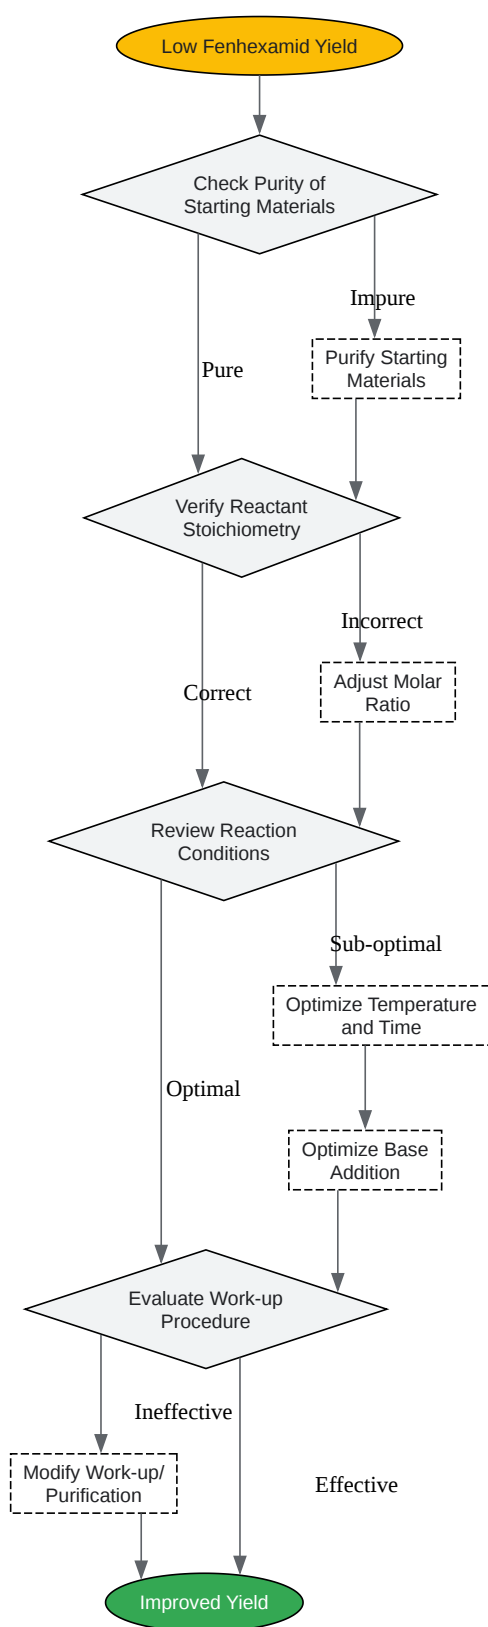 Low Fenhexamid Yield
Check Purity of
Starting Materials
Impure
Purify Starting
Materials
Pure
Verify Reactant
Stoichiometry
Incorrect
Adjust Molar
Ratio
Correct
Review Reaction
Conditions
Sub-optimal
Optimize Temperature
and Time
Optimal
Optimize Base
Addition
Evaluate Work-up
Procedure
Ineffective
Modify Work-up/
Purification
Effective
Improved Yield